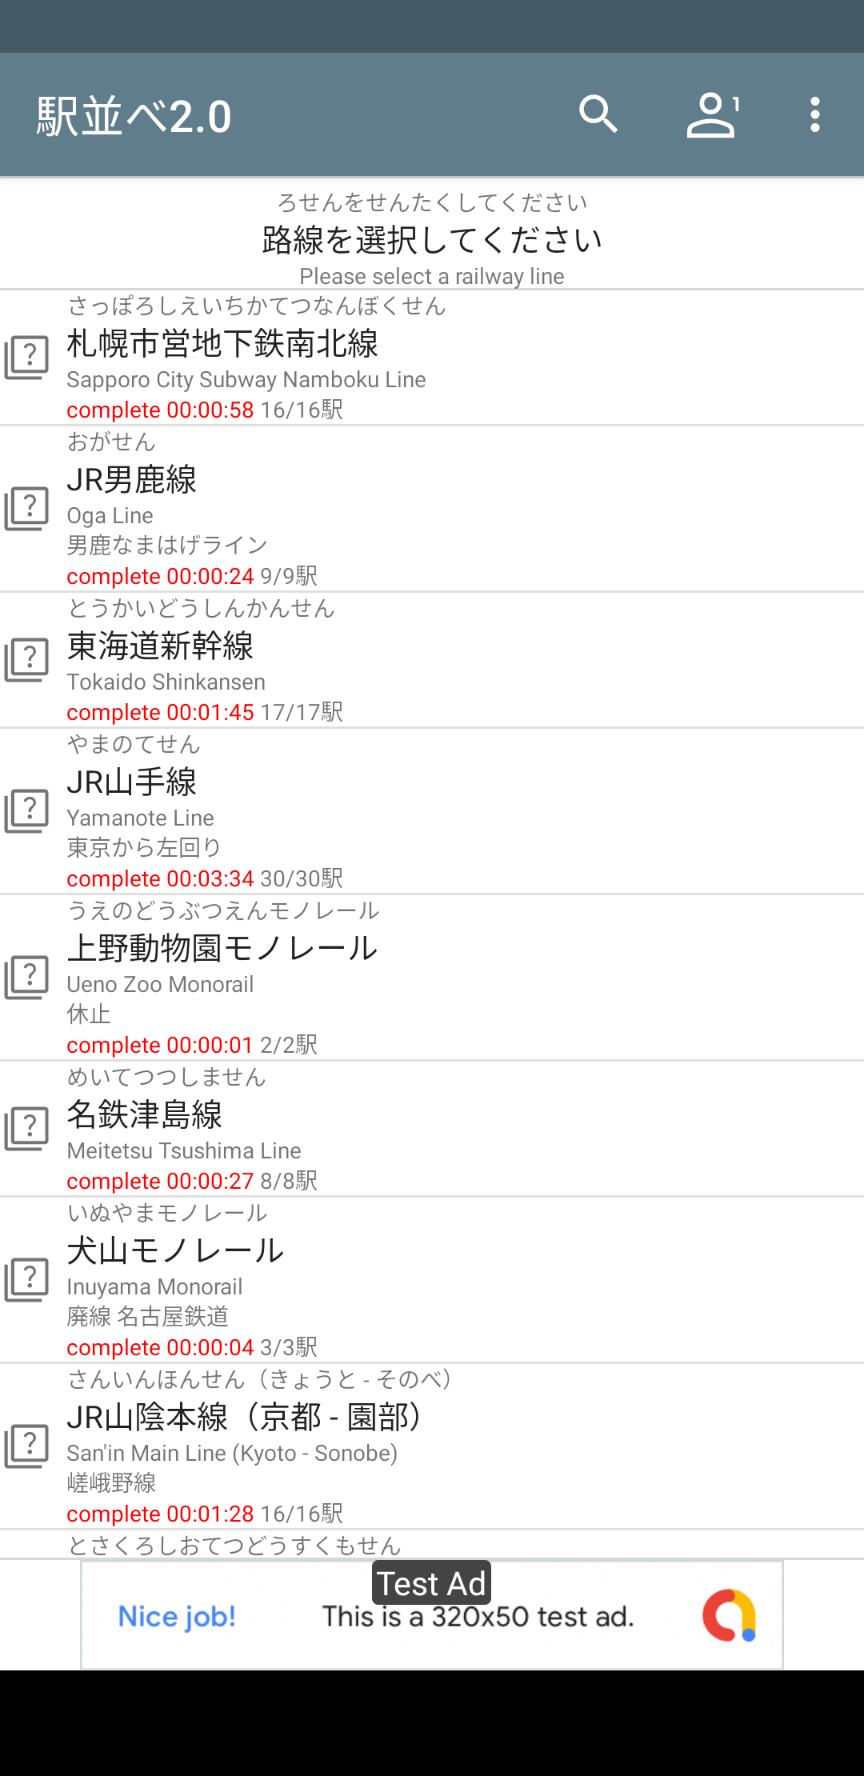 駅並べ2.0
1
ろせんをせんたくしてください
路線を選択してください
Please select a railway line
さっぽろしえいちかてつなんぼくせん
札幌市営地下鉄南北線
Sapporo City Subway Namboku Line
complete 00:00:58 16/16駅
おがせん
JR男鹿線
Oga Line
男鹿なまはげライン
complete 00:00:24 9/9駅
とうかいどうしんかんせん
東海道新幹線
Tokaido Shinkansen
complete 00:01:45 17/17駅
やまのてせん
JR山手線
Yamanote Line
東京から左回り
complete 00:03:34 30/30駅
うえのどうぶつえんモノレール
上野動物園モノレール
Ueno Zoo Monorail
休止
complete 00:00:01 2/2駅
めいてつつしません
名鉄津島線
Meitetsu Tsushima Line
complete 00:00:27 8/8駅
いぬやまモノレール
犬山モノレール
Inuyama Monorail
廃線 名古屋鉄道
complete 00:00:04 3/3駅
さんいんほんせん（きょうと - そのべ）
JR山陰本線（京都 - 園部）
San'in Main Line (Kyoto - Sonobe)
嵯峨野線
complete 00:01:28 16/16駅
とさくろしおてつどうすくもせん
Test Ad
Nice job! This is a 320x50 test ad.